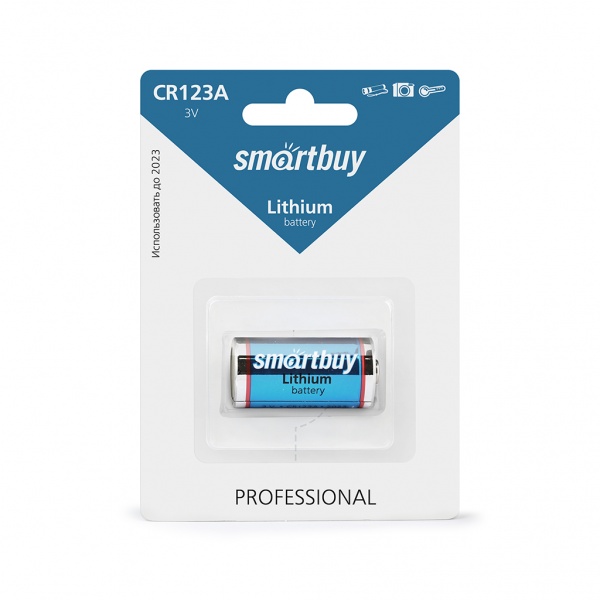 CR123A
3V
smartbuy
Lithium
battery
Использовать до 2023
smartbuy
Lithium
battery
PROFESSIONAL